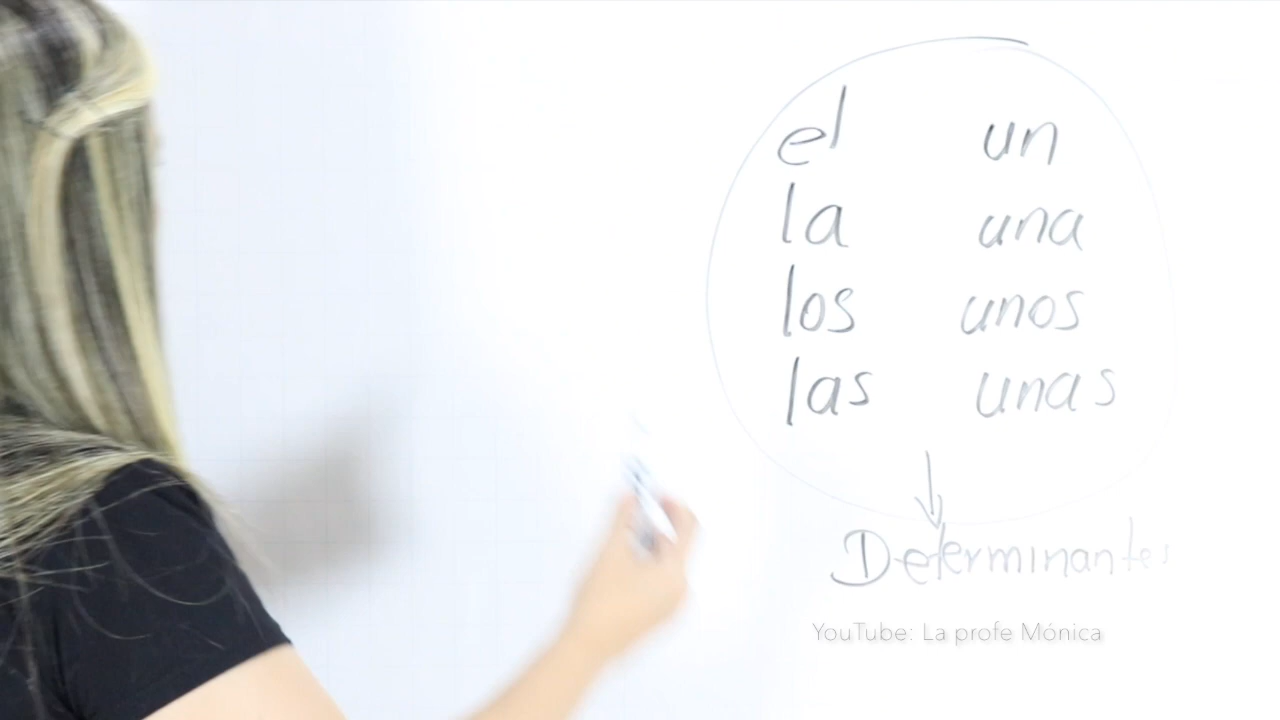 el un
la una
los unos
las unas
Determinantes
YouTube: La profe Mónica